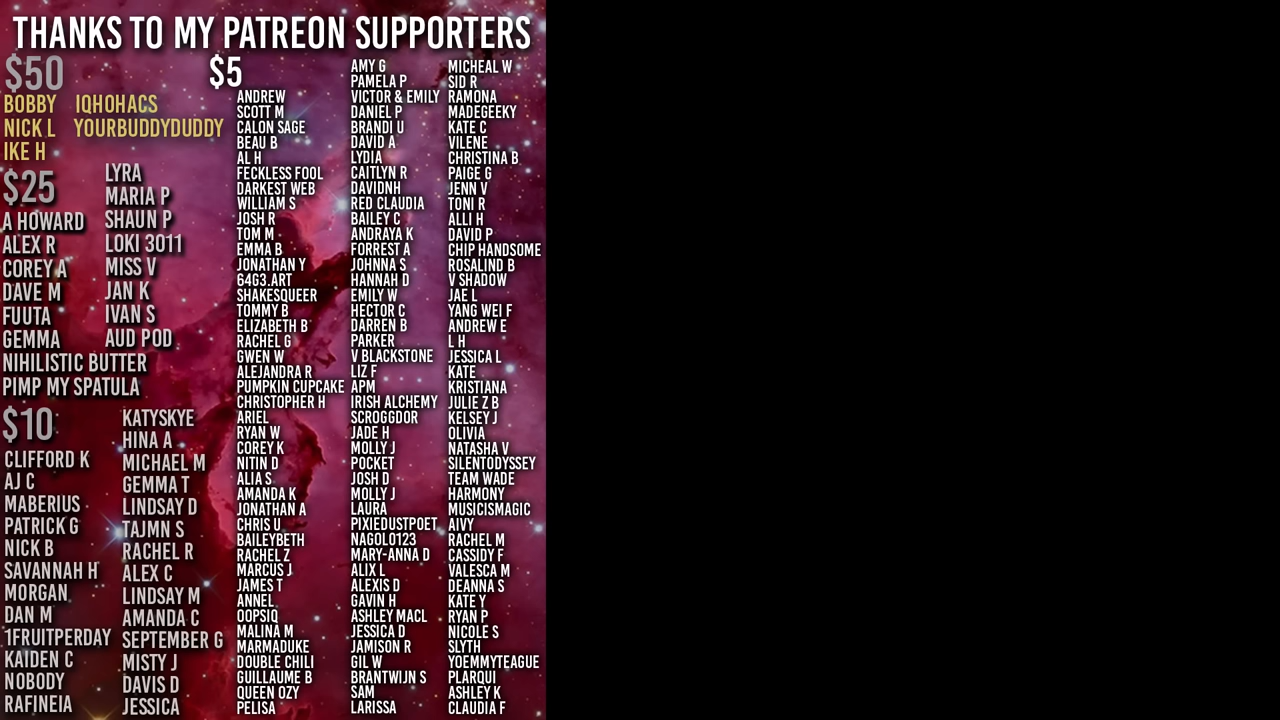 THANKS TO MY PATREON SUPPORTERS
$50
BOBBY
NICK L
IKE H
IQHOHACS
YOURBUDDYDUDDY
$25
A HOWARD
ALEX R
COREY A
DAVE M
FUUTA
GEMMA
NIHILISTIC BUTTER
PIMP MY SPATULA
LYRA
MARIA P
SHAUN P
LOKI 3011
MISS V
JAN K
IVAN S
AUD POD
$10
CLIFFORD K
AJ C
MABERIUS
PATRICK G
NICK B
SAVANNAH H
MORGAN
DAN M
1FRUITPERDAY
KAIDEN C
NOBODY
RAFINEIA
KATYSKYE
HINA A
MICHAEL M
GEMMA T
LINDSAY D
TAJMN S
RACHEL R
ALEX C
LINDSAY M
AMANDA C
SEPTEMBER G
MISTY J
DAVIS D
JESSICA
$5
ANDREW
SCOTT M
CALON SAGE
BEAU B
AL H
FECKLESS FOOL
DARKEST WEB
WILLIAM S
JOSH R
TOM M
EMMA B
JONATHAN Y
64G3.ART
SHAKESQUEER
TOMMY B
ELIZABETH B
RACHEL G
GWEN W
ALEJANDRA R
PUMPKIN CUPCAKE
CHRISTOPHER H
ARIEL
RYAN W
COREY K
NITIN D
ALIA S
AMANDA K
JONATHAN A
CHRIS U
BAILEYBETH
RACHEL Z
MARCUS J
JAMES T
ANNEL
OOPSIQ
MALINA M
MARMADUKE
DOUBLE CHILI
GUILLAUME B
QUEEN OZY
PELISA
AMY G
PAMELA P
VICTOR & EMILY
DANIEL P
BRANDI U
DAVID A
LYDIA
CAITLYN R
DAVIDNH
RED CLAUDIA
BAILEY C
ANDRAYA K
FORREST A
JOHNNA S
HANNAH D
EMILY W
HECTOR C
DARREN B
PARKER
V BLACKSTONE
LIZ F
APM
IRISH ALCHEMY
SCROGGDOR
JADE H
MOLLY J
POCKET
JOSH D
MOLLY J
LAURA
PIXIEDUSTPOET
NAGOLO123
MARY-ANNA D
ALIX L
ALEXIS D
GAVIN H
ASHLEY MACL
JESSICA D
JAMISON R
GIL W
BRANTWIJN S
SAM
LARISSA
MICHEAL W
SID R
RAMONA
MADEGEEKY
KATE C
VILENE
CHRISTINA B
PAIGE G
JENN V
TONI R
ALLI H
DAVID P
CHIP HANDSOME
ROSALIND B
V SHADOW
JAE L
YANG WEI F
ANDREW E
L H
JESSICA L
KATE
KRISTIANA
JULIE Z B
KELSEY J
OLIVIA
NATASHA V
SILENTODYSSEY
TEAM WADE
HARMONY
MUSICISMAGIC
AIVY
RACHEL M
CASSIDY F
VALESCA M
DEANNA S
KATE Y
RYAN P
NICOLE S
SLYTH
YOEMMYTEAGUE
PLARQUI
ASHLEY K
CLAUDIA F